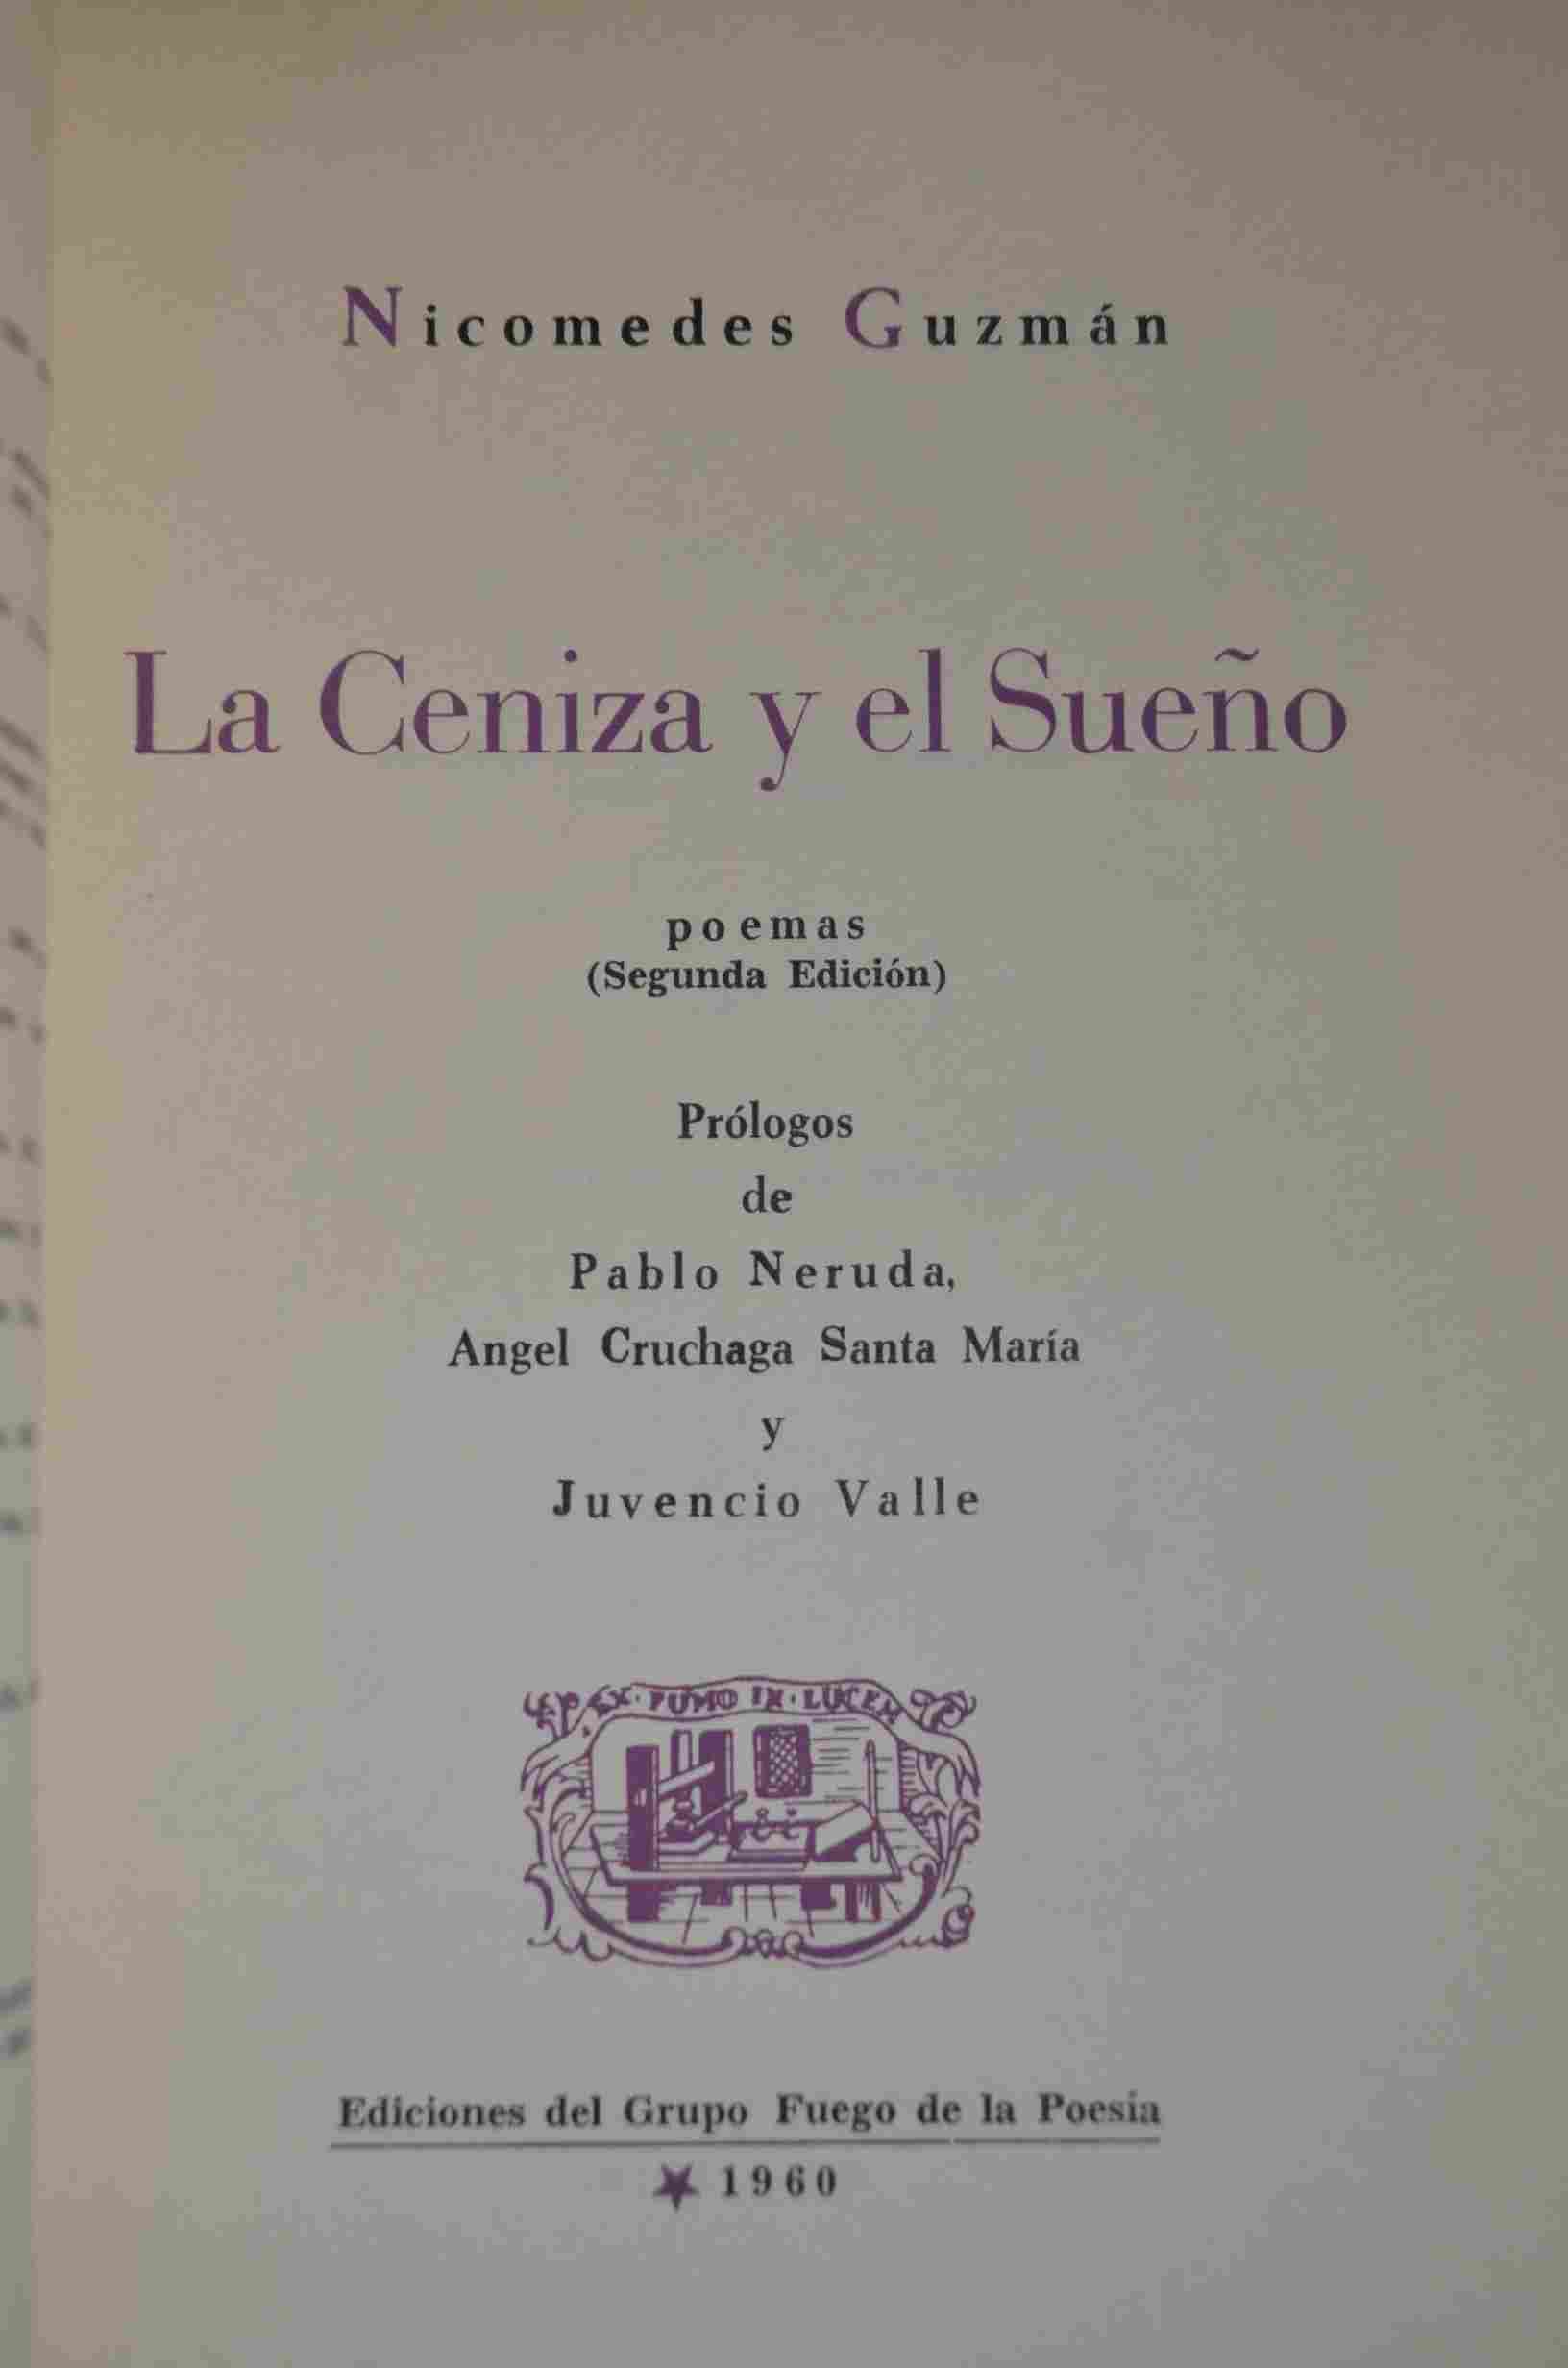 Nicomedes Guzmán
La Ceniza y el Sueño
poemas
(Segunda Edición)
Prólogos
de
Pablo Neruda,
Angel Cruchaga Santa María
y
Juvencio Valle
EX · FUMO IN · LUCEM
Ediciones del Grupo Fuego de la Poesía
1960